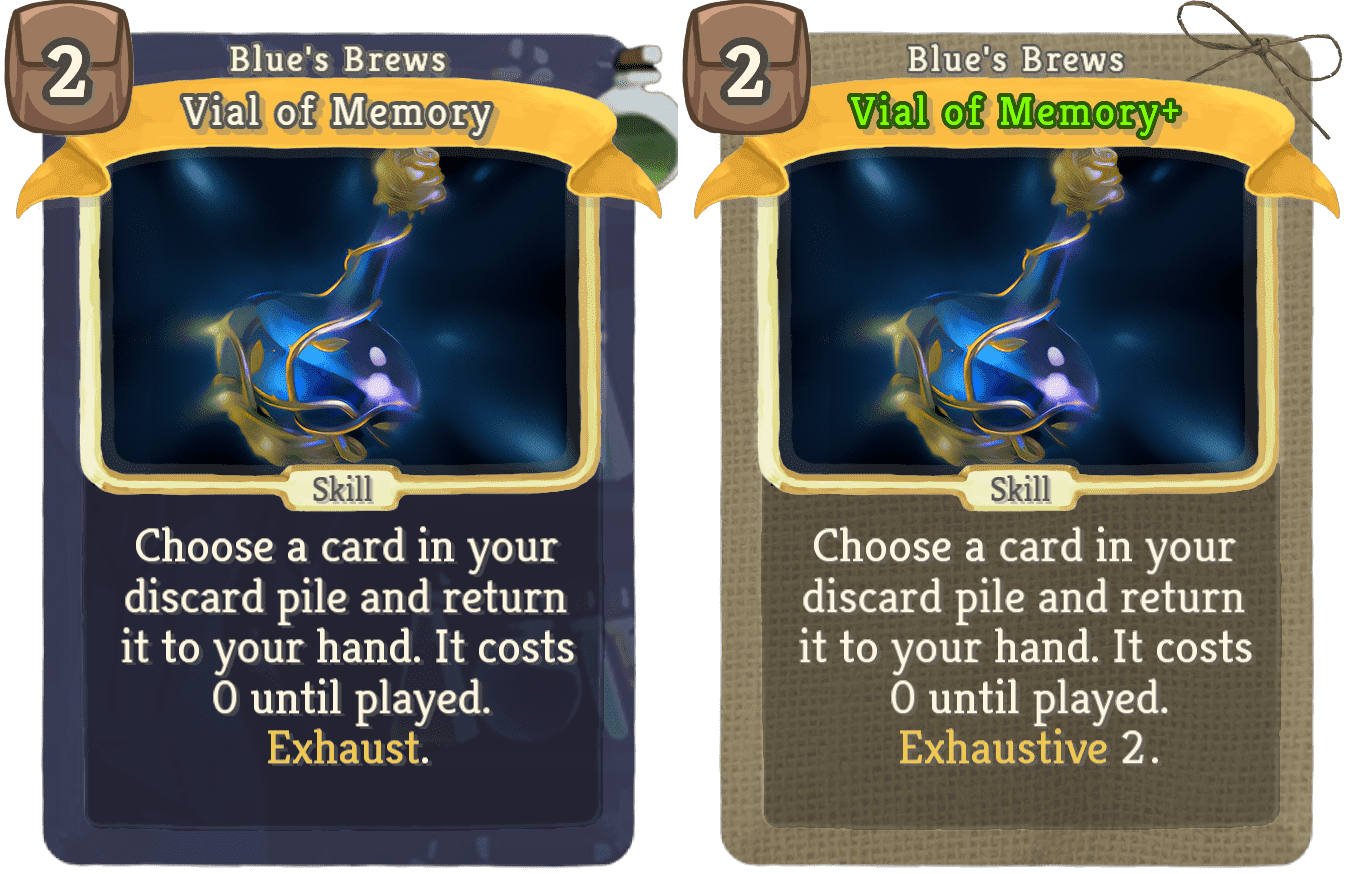 2
Blue's Brews
Vial of Memory
Skill
Choose a card in your
discard pile and return
it to your hand. It costs
0 until played.
Exhaust.
2
Blue's Brews
Vial of Memory+
Skill
Choose a card in your
discard pile and return
it to your hand. It costs
0 until played.
Exhaustive 2.